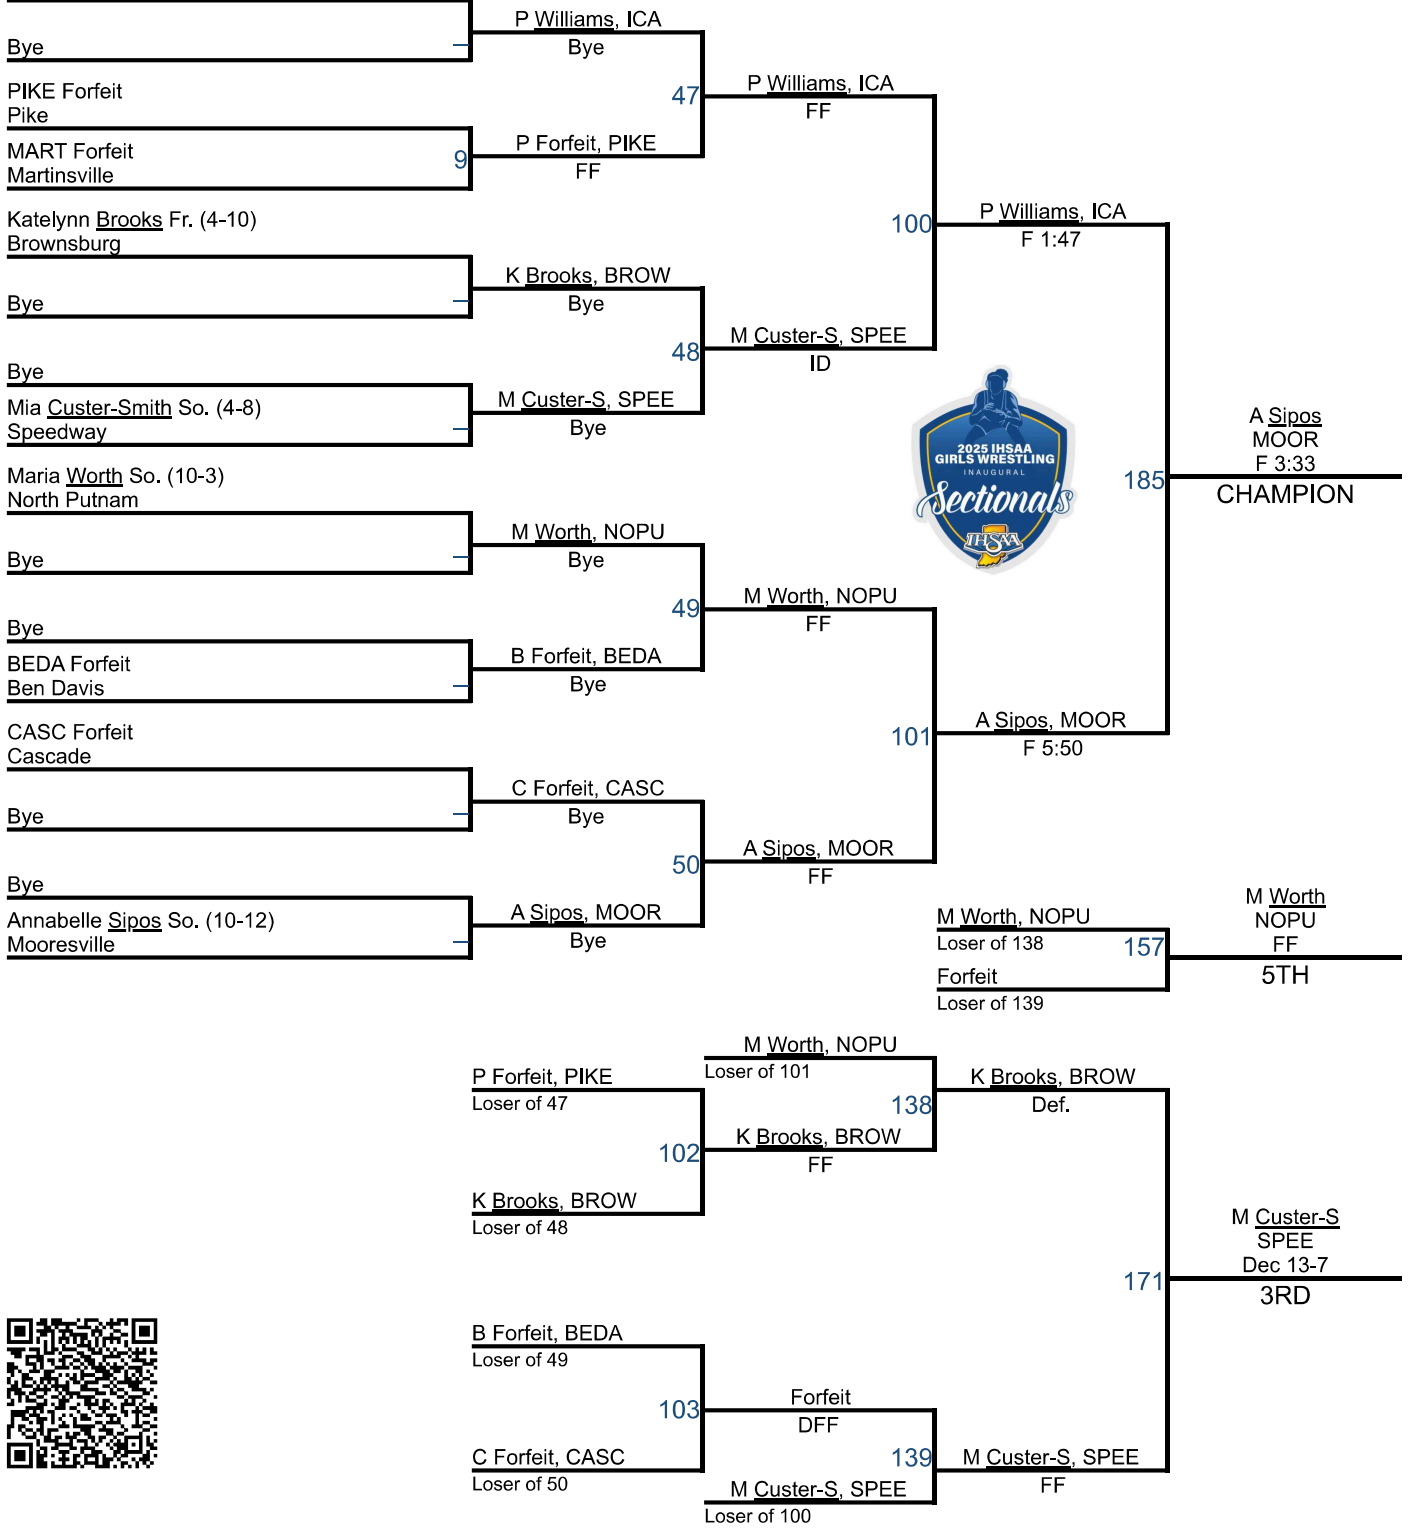 P Williams, ICA
Bye
Bye
PIKE Forfeit
Pike
47
P Williams, ICA
FF
MART Forfeit
Martinsville
9
P Forfeit, PIKE
FF
Katelynn Brooks Fr. (4-10)
Brownsburg
100
P Williams, ICA
F 1:47
K Brooks, BROW
Bye
Bye
48
M Custer-S, SPEE
ID
Bye
Mia Custer-Smith So. (4-8)
Speedway
M Custer-S, SPEE
Bye
2025 IHSAA
GIRLS WRESTLING
INAUGURAL
Sectionals
IHSAA
185
A Sipos
MOOR
F 3:33
CHAMPION
Maria Worth So. (10-3)
North Putnam
M Worth, NOPU
Bye
Bye
49
M Worth, NOPU
FF
Bye
BEDA Forfeit
Ben Davis
B Forfeit, BEDA
Bye
CASC Forfeit
Cascade
101
A Sipos, MOOR
F 5:50
C Forfeit, CASC
Bye
Bye
50
A Sipos, MOOR
FF
Bye
Annabelle Sipos So. (10-12)
Mooresville
A Sipos, MOOR
Bye
M Worth, NOPU
Loser of 138
157
Forfeit
Loser of 139
M Worth
NOPU
FF
5TH
M Worth, NOPU
Loser of 101
P Forfeit, PIKE
Loser of 47
138
K Brooks, BROW
Def.
102
K Brooks, BROW
FF
K Brooks, BROW
Loser of 48
171
M Custer-S
SPEE
Dec 13-7
3RD
B Forfeit, BEDA
Loser of 49
103
Forfeit
DFF
C Forfeit, CASC
Loser of 50
139
M Custer-S, SPEE
FF
M Custer-S, SPEE
Loser of 100